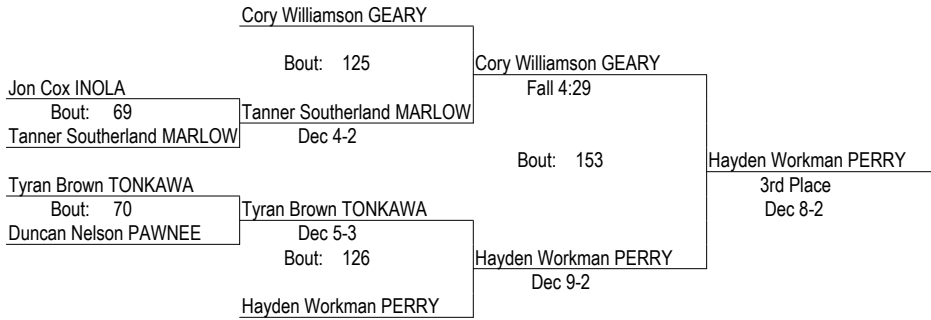 Cory Williamson GEARY
Bout: 125
Cory Williamson GEARY
Jon Cox INOLA
Fall 4:29
Bout: 69
Tanner Southerland MARLOW
Tanner Southerland MARLOW
Dec 4-2
Bout: 153
Hayden Workman PERRY
Tyran Brown TONKAWA
3rd Place
Bout: 70
Tyran Brown TONKAWA
Dec 8-2
Duncan Nelson PAWNEE
Dec 5-3
Bout: 126
Hayden Workman PERRY
Dec 9-2
Hayden Workman PERRY